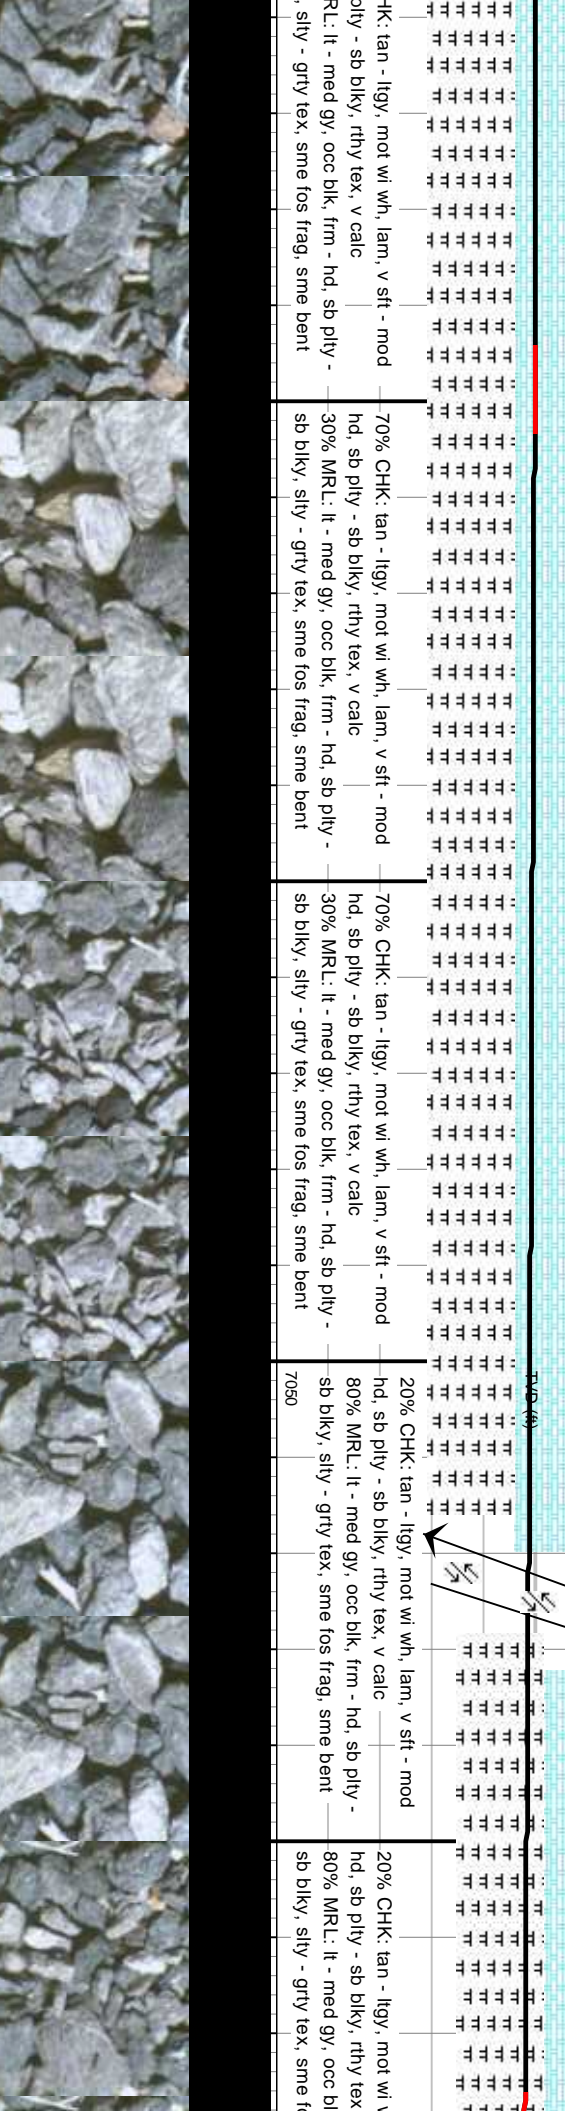 HK: tan - ltgy, mot wi wh, lam, v sft - mod
plty - sb blky, rthy tex, v calc
RL: lt - med gy, occ blk, frm - hd, sb plty -
, slty - grty tex, sme fos frag, sme bent
70% CHK: tan - ltgy, mot wi wh, lam, v sft - mod
hd, sb plty - sb blky, rthy tex, v calc
30% MRL: lt - med gy, occ blk, frm - hd, sb plty -
sb blky, slty - grty tex, sme fos frag, sme bent
70% CHK: tan - ltgy, mot wi wh, lam, v sft - mod
hd, sb plty - sb blky, rthy tex, v calc
30% MRL: lt - med gy, occ blk, frm - hd, sb plty -
sb blky, slty - grty tex, sme fos frag, sme bent
TVD (ft)
20% CHK: tan - ltgy, mot wi wh, lam, v sft - mod
hd, sb plty - sb blky, rthy tex, v calc
80% MRL: lt - med gy, occ blk, frm - hd, sb plty -
sb blky, slty - grty tex, sme fos frag, sme bent
7050
20% CHK: tan - ltgy, mot wi
hd, sb plty - sb blky, rthy tex
80% MRL: lt - med gy, occ bl
sb blky, slty - grty tex, sme f